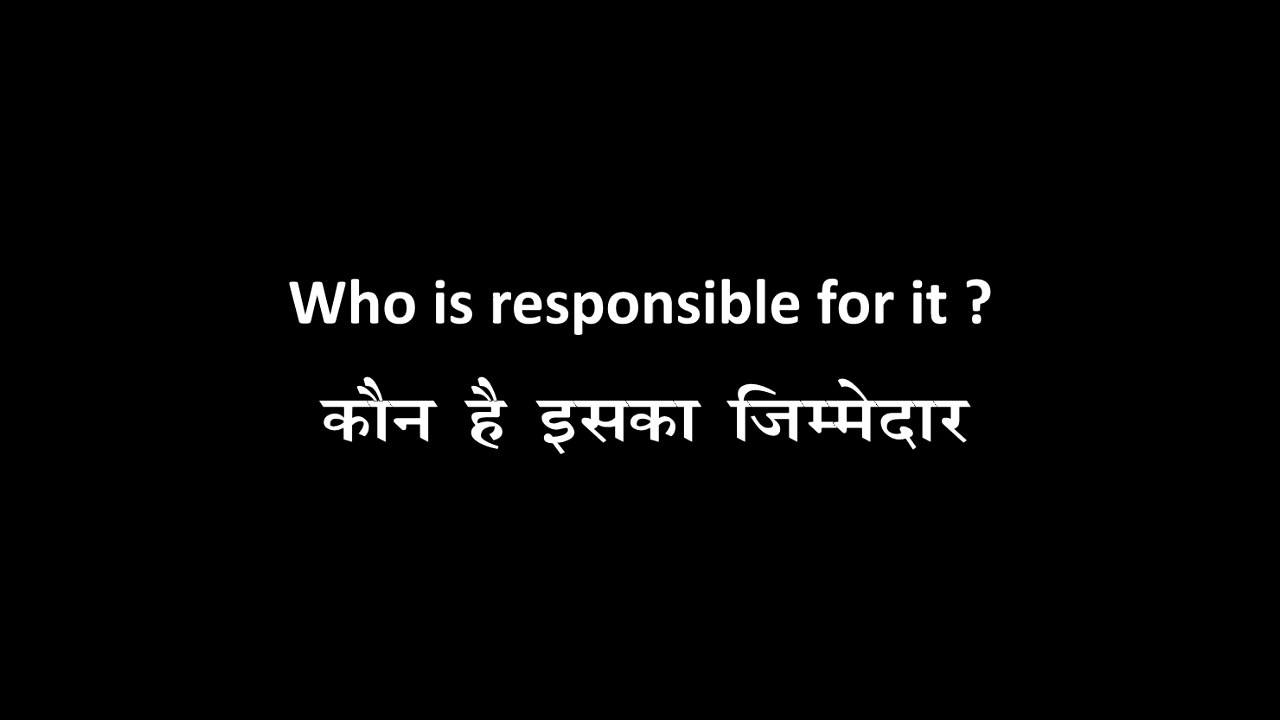 Who is responsible for it ?
कौन है इसका जिम्मेदार